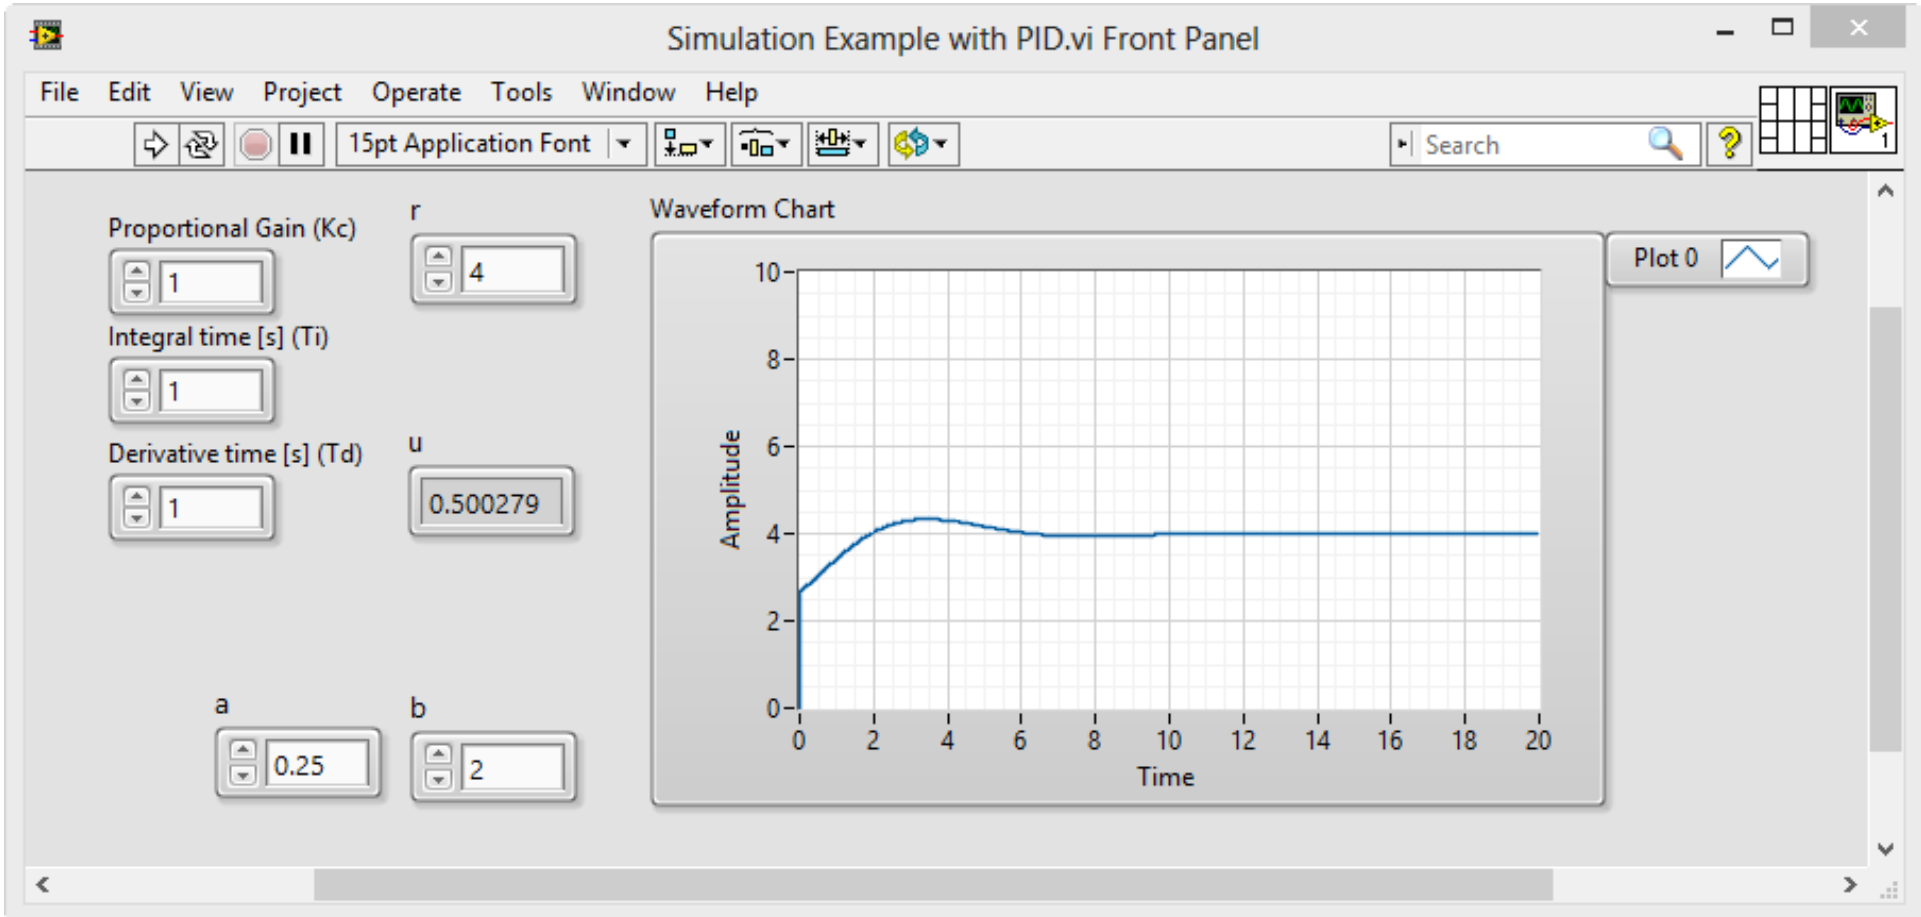 Simulation Example with PID.vi Front Panel
File Edit View Project Operate Tools Window Help
15pt Application Font
Search
?
1
Proportional Gain (Kc)
1
r
4
Integral time [s] (Ti)
1
Derivative time [s] (Td)
1
u
0.500279
a
0.25
b
2
Waveform Chart
Plot 0
Amplitude
10
8
6
4
2
0
0 2 4 6 8 10 12 14 16 18 20
Time